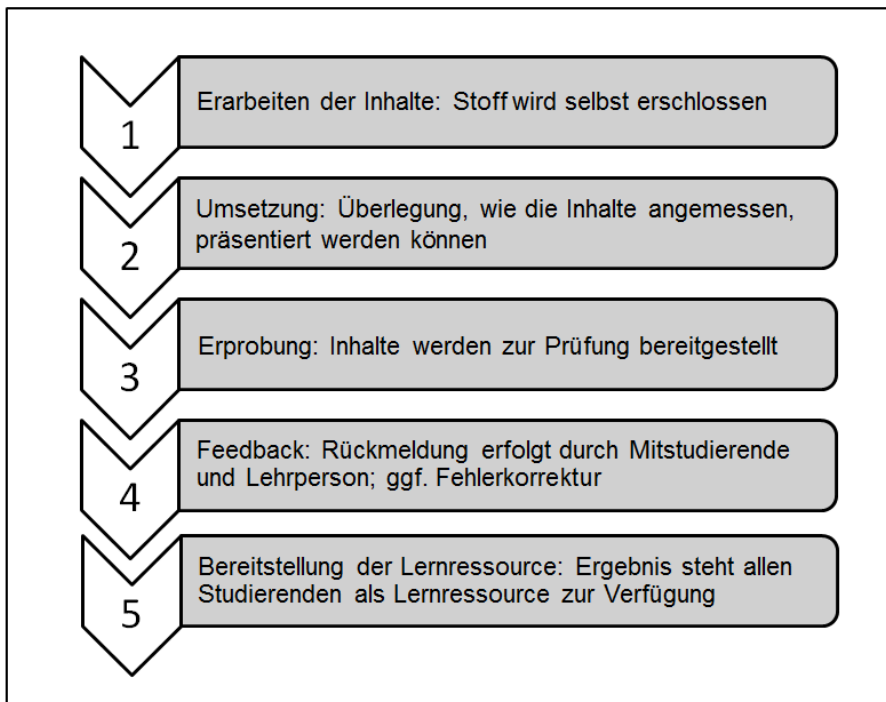 1
Erarbeiten der Inhalte: Stoff wird selbst erschlossen
2
Umsetzung: Überlegung, wie die Inhalte angemessen,
präsentiert werden können
3
Erprobung: Inhalte werden zur Prüfung bereitgestellt
4
Feedback: Rückmeldung erfolgt durch Mitstudierende
und Lehrperson; ggf. Fehlerkorrektur
5
Bereitstellung der Lernressource: Ergebnis steht allen
Studierenden als Lernressource zur Verfügung